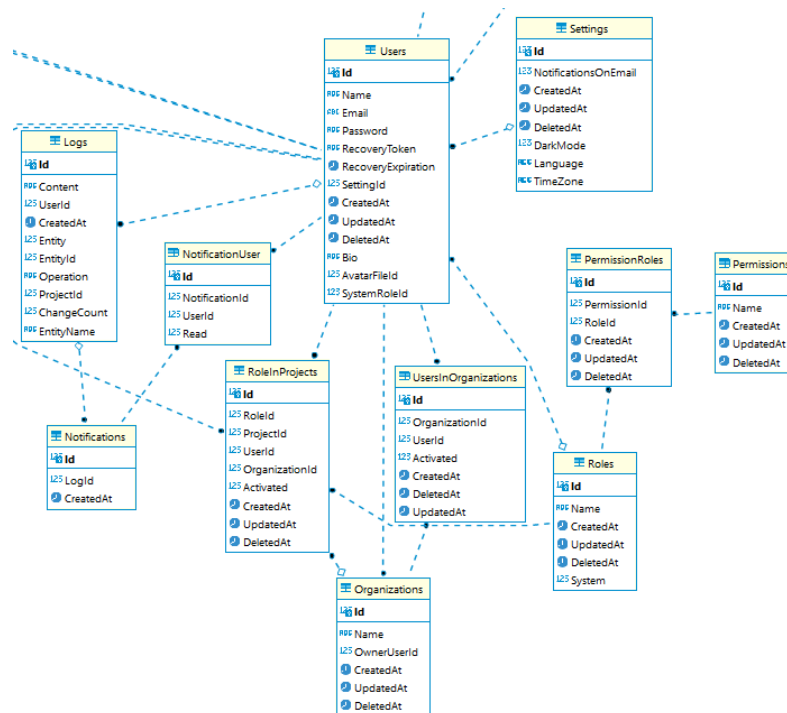 Users
Id
Name
Email
Password
RecoveryToken
RecoveryExpiration
SettingId
CreatedAt
UpdatedAt
DeletedAt
Bio
AvatarFileId
SystemRoleId
Settings
Id
NotificationsOnEmail
CreatedAt
UpdatedAt
DeletedAt
DarkMode
Language
TimeZone
Logs
Id
Content
UserId
CreatedAt
Entity
EntityId
Operation
ProjectId
ChangeCount
EntityName
NotificationUser
Id
NotificationId
UserId
Read
PermissionRoles
Id
PermissionId
RoleId
CreatedAt
UpdatedAt
DeletedAt
Permissions
Id
Name
CreatedAt
UpdatedAt
DeletedAt
RoleInProjects
Id
RoleId
ProjectId
UserId
OrganizationId
Activated
CreatedAt
UpdatedAt
DeletedAt
UsersInOrganizations
Id
OrganizationId
UserId
Activated
CreatedAt
DeletedAt
UpdatedAt
Notifications
Id
LogId
CreatedAt
Roles
Id
Name
CreatedAt
UpdatedAt
DeletedAt
System
Organizations
Id
Name
OwnerUserId
CreatedAt
UpdatedAt
DeletedAt